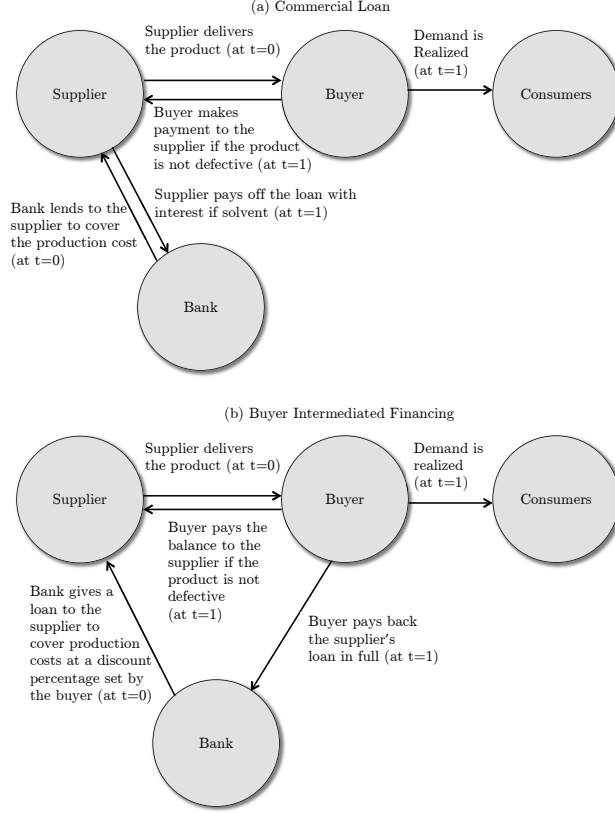 (a) Commercial Loan
Supplier delivers
the product (at t=0)
Demand is
Realized
(at t=1)
Supplier
Buyer
Consumers
Buyer makes
payment to the
supplier if the product
is not defective (at t=1)
Supplier pays off the loan with
interest if solvent (at t=1)
Bank lends to the
supplier to cover
the production cost
(at t=0)
Bank
(b) Buyer Intermediated Financing
Supplier delivers
the product (at t=0)
Demand is
realized
(at t=1)
Supplier
Buyer
Consumers
Buyer pays the
balance to the
supplier if the
product is not
defective
(at t=1)
Bank gives a
loan to the
supplier to
cover production
costs at a discount
percentage set by
the buyer (at t=0)
Buyer pays back
the supplier's
loan in full (at t=1)
Bank